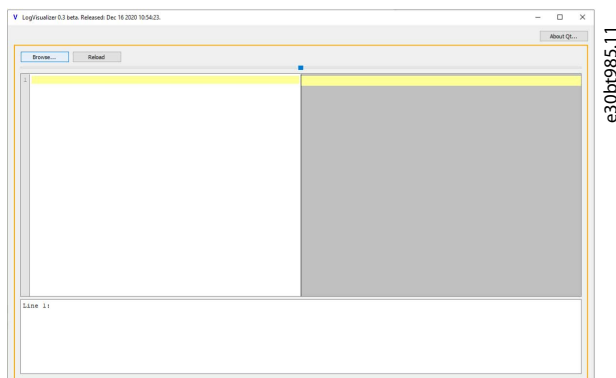 V LogVisualizer 0.3 beta. Released: Dec 16 2020 10:54:23.
About Qt...
Browse... Reload
1
Line 1:
e30bt985.11